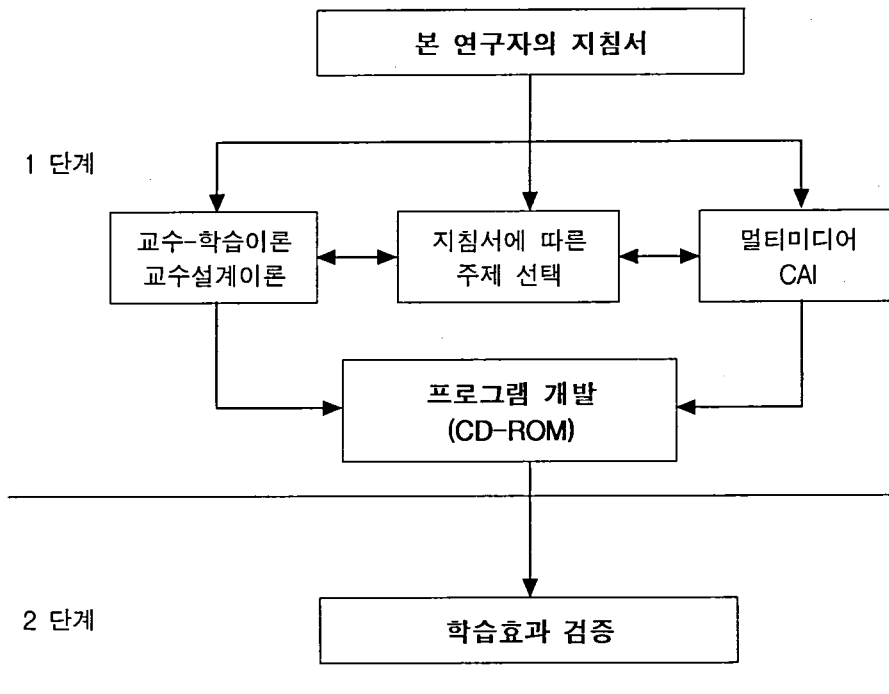 본 연구자의 지침서
1 단계
교수-학습이론
교수설계이론
지침서에 따른
주제 선택
멀티미디어
CAI
프로그램 개발
(CD-ROM)
2 단계
학습효과 검증